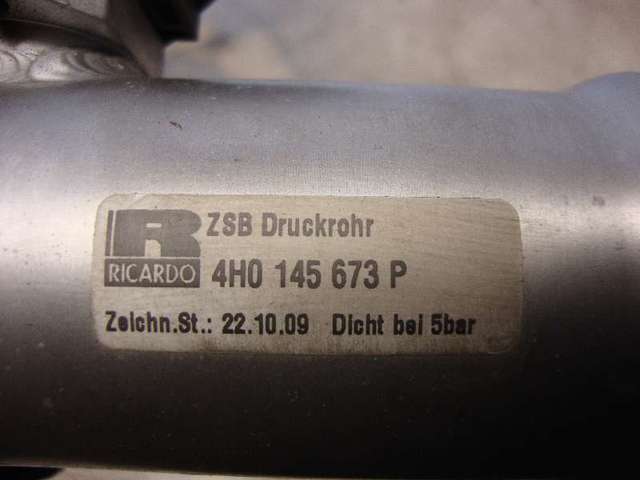 R ZSB Druckrohr
RICARDO 4H0 145 673 P
Zeichn.St.: 22.10.09 Dicht bei 5bar